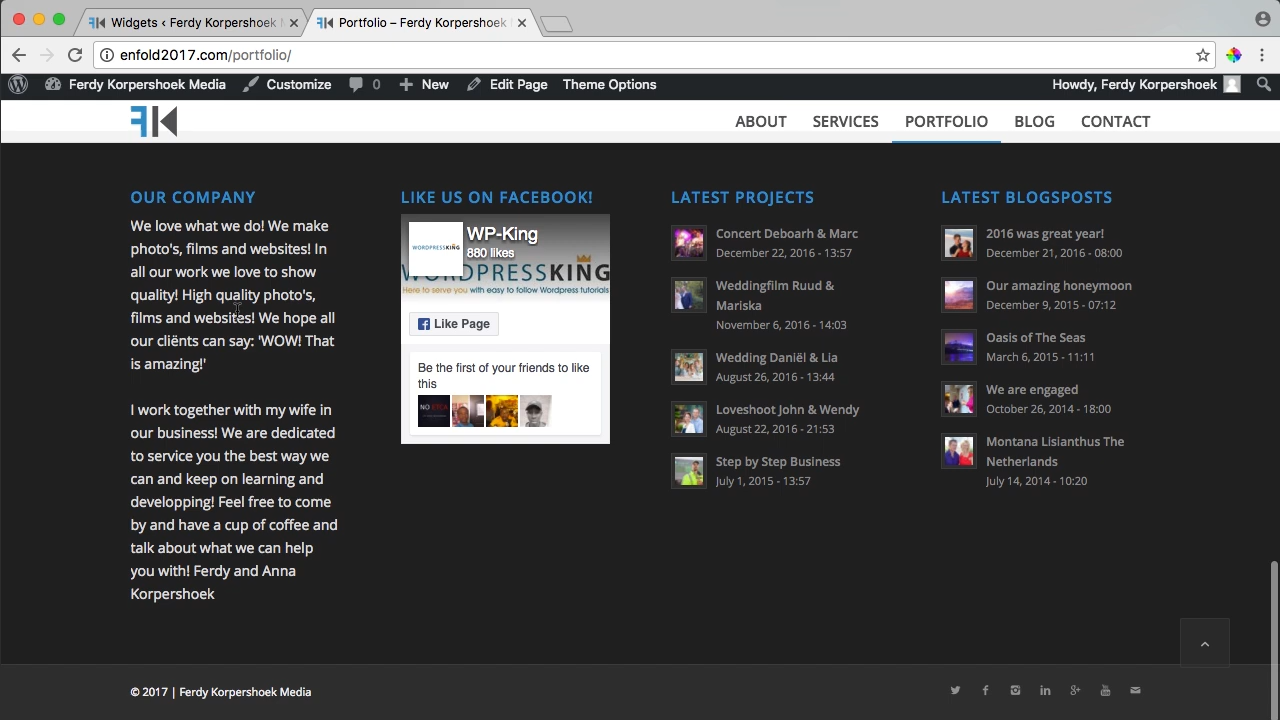 Widgets ‹ Ferdy Korpershoek
Portfolio – Ferdy Korpershoek
enfold2017.com/portfolio/
Ferdy Korpershoek Media Customize 0 New Edit Page Theme Options Howdy, Ferdy Korpershoek
FK ABOUT SERVICES PORTFOLIO BLOG CONTACT
OUR COMPANY
We love what we do! We make
photo's, films and websites! In
all our work we love to show
quality! High quality photo's,
films and websites! We hope all
our cliënts can say: 'WOW! That
is amazing!'
I work together with my wife in
our business! We are dedicated
to service you the best way we
can and keep on learning and
developping! Feel free to come
by and have a cup of coffee and
talk about what we can help
you with! Ferdy and Anna
Korpershoek
LIKE US ON FACEBOOK!
WP-King
880 likes
WORDPRESSKING
WORDPRESSKING
Here to serve you with easy to follow Wordpress tutorials
Like Page
Be the first of your friends to like
this
LATEST PROJECTS
Concert Deboarh & Marc
December 22, 2016 - 13:57
Weddingfilm Ruud &
Mariska
November 6, 2016 - 14:03
Wedding Daniël & Lia
August 26, 2016 - 13:44
Loveshoot John & Wendy
August 22, 2016 - 21:53
Step by Step Business
July 1, 2015 - 13:57
LATEST BLOGSPOSTS
2016 was great year!
December 21, 2016 - 08:00
Our amazing honeymoon
December 9, 2015 - 07:12
Oasis of The Seas
March 6, 2015 - 11:11
We are engaged
October 26, 2014 - 18:00
Montana Lisianthus The
Netherlands
July 14, 2014 - 10:20
© 2017 | Ferdy Korpershoek Media